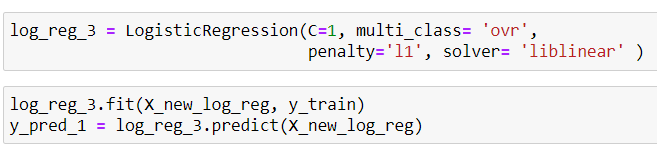 log_reg_3 = LogisticRegression(C=1, multi_class= 'ovr',
penalty='l1', solver= 'liblinear' )
log_reg_3.fit(X_new_log_reg, y_train)
y_pred_1 = log_reg_3.predict(X_new_log_reg)